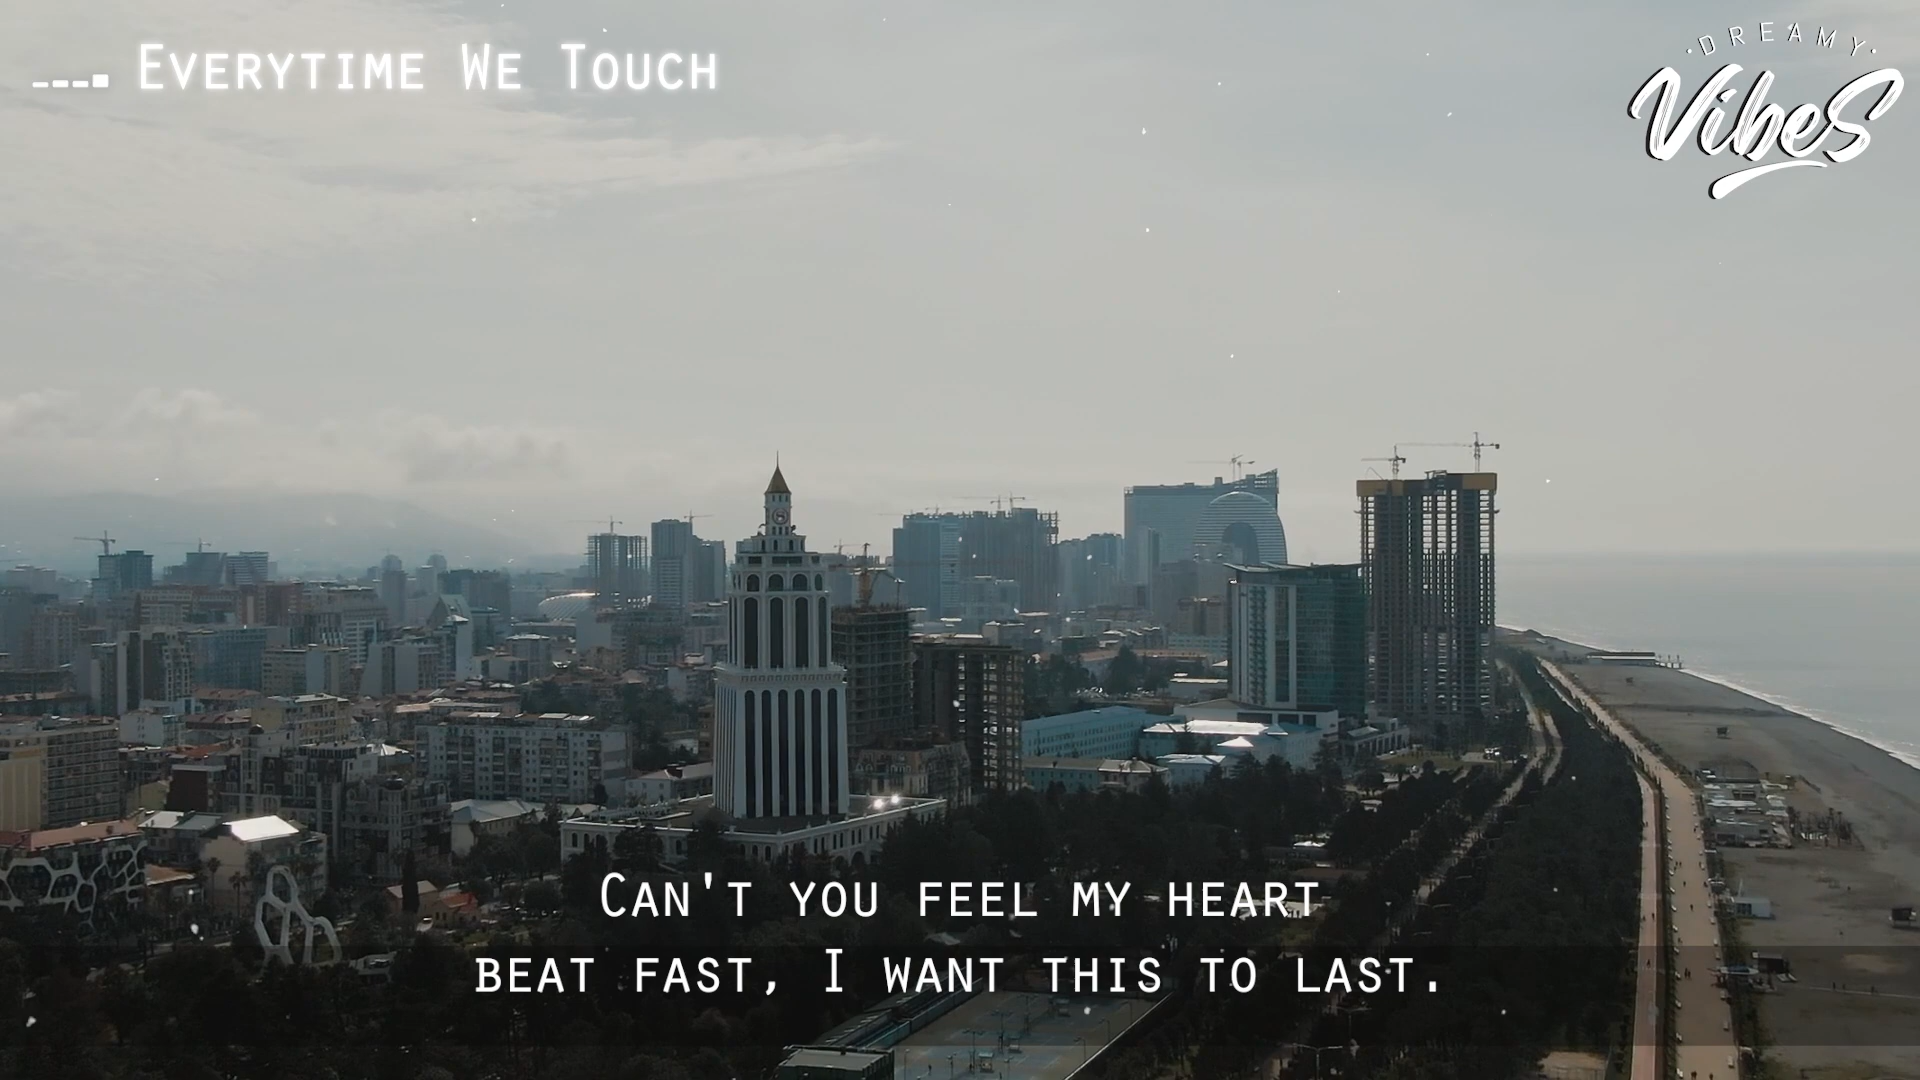 Everytime We Touch
·DREAMY·
Vibes
Can't you feel my heart
beat fast, I want this to last.